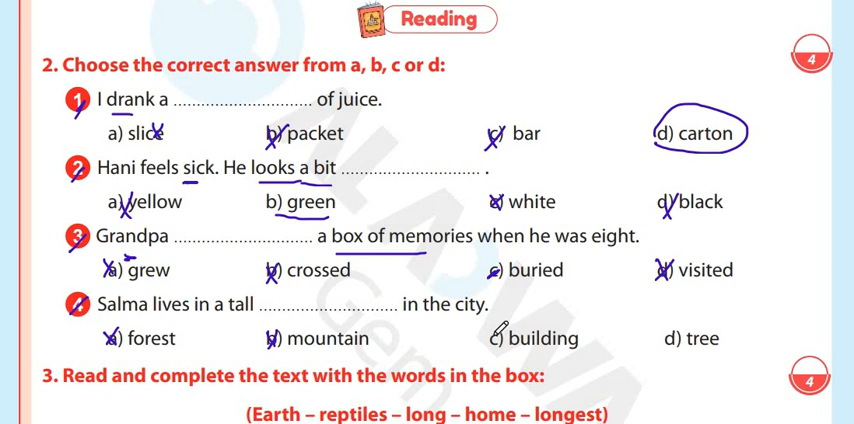 Reading
2. Choose the correct answer from a, b, c or d:
4
1 I drank a .............................. of juice.
a) slice b) packet c) bar d) carton
2 Hani feels sick. He looks a bit .............................. .
a) yellow b) green c) white d) black
3 Grandpa .............................. a box of memories when he was eight.
a) grew b) crossed c) buried d) visited
4 Salma lives in a tall .............................. in the city.
a) forest b) mountain c) building d) tree
3. Read and complete the text with the words in the box:
4
(Earth – reptiles – long – home – longest)